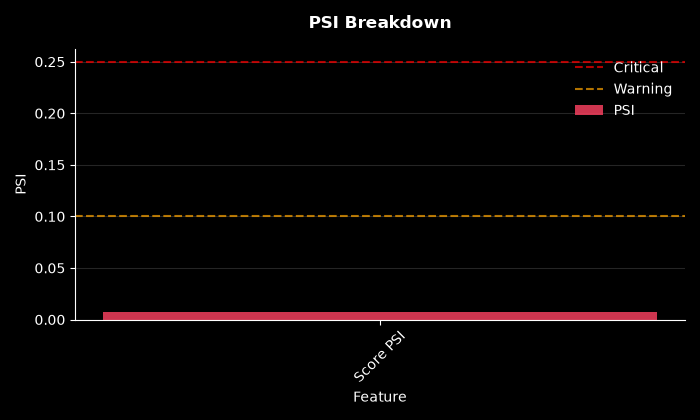 PSI Breakdown
PSI
0.25
0.20
0.15
0.10
0.05
0.00
Critical
Warning
PSI
Score PSI
Feature